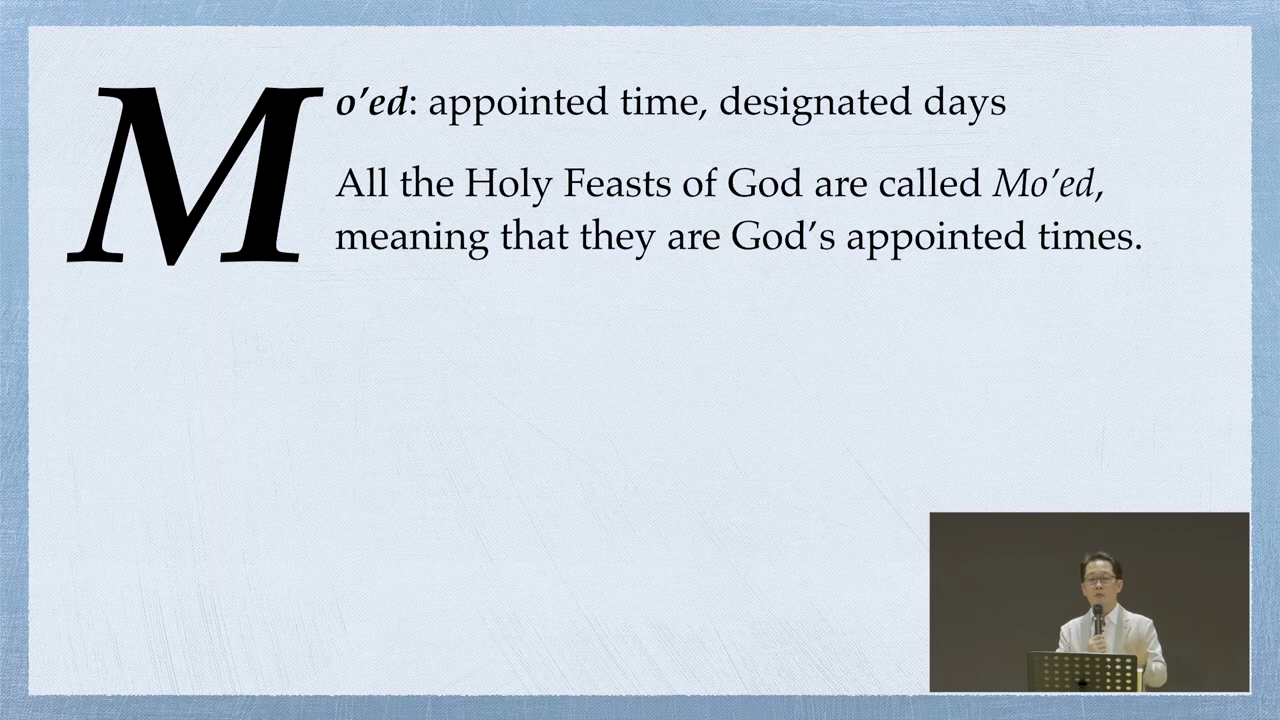 Mo’ed: appointed time, designated days
All the Holy Feasts of God are called Mo’ed,
meaning that they are God’s appointed times.